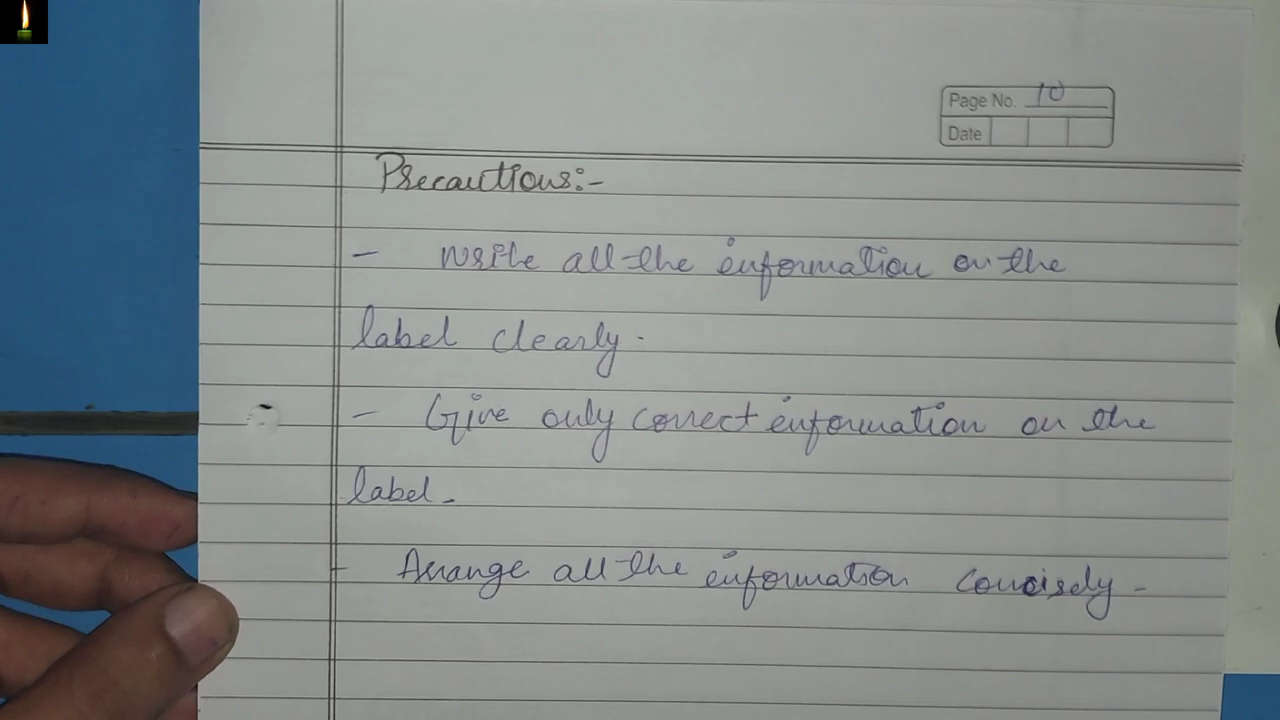 Page No. 10
Date
Precautions:-
- Write all the information on the
label clearly.
- Give only correct information on the
label.
- Arrange all the information concisely.